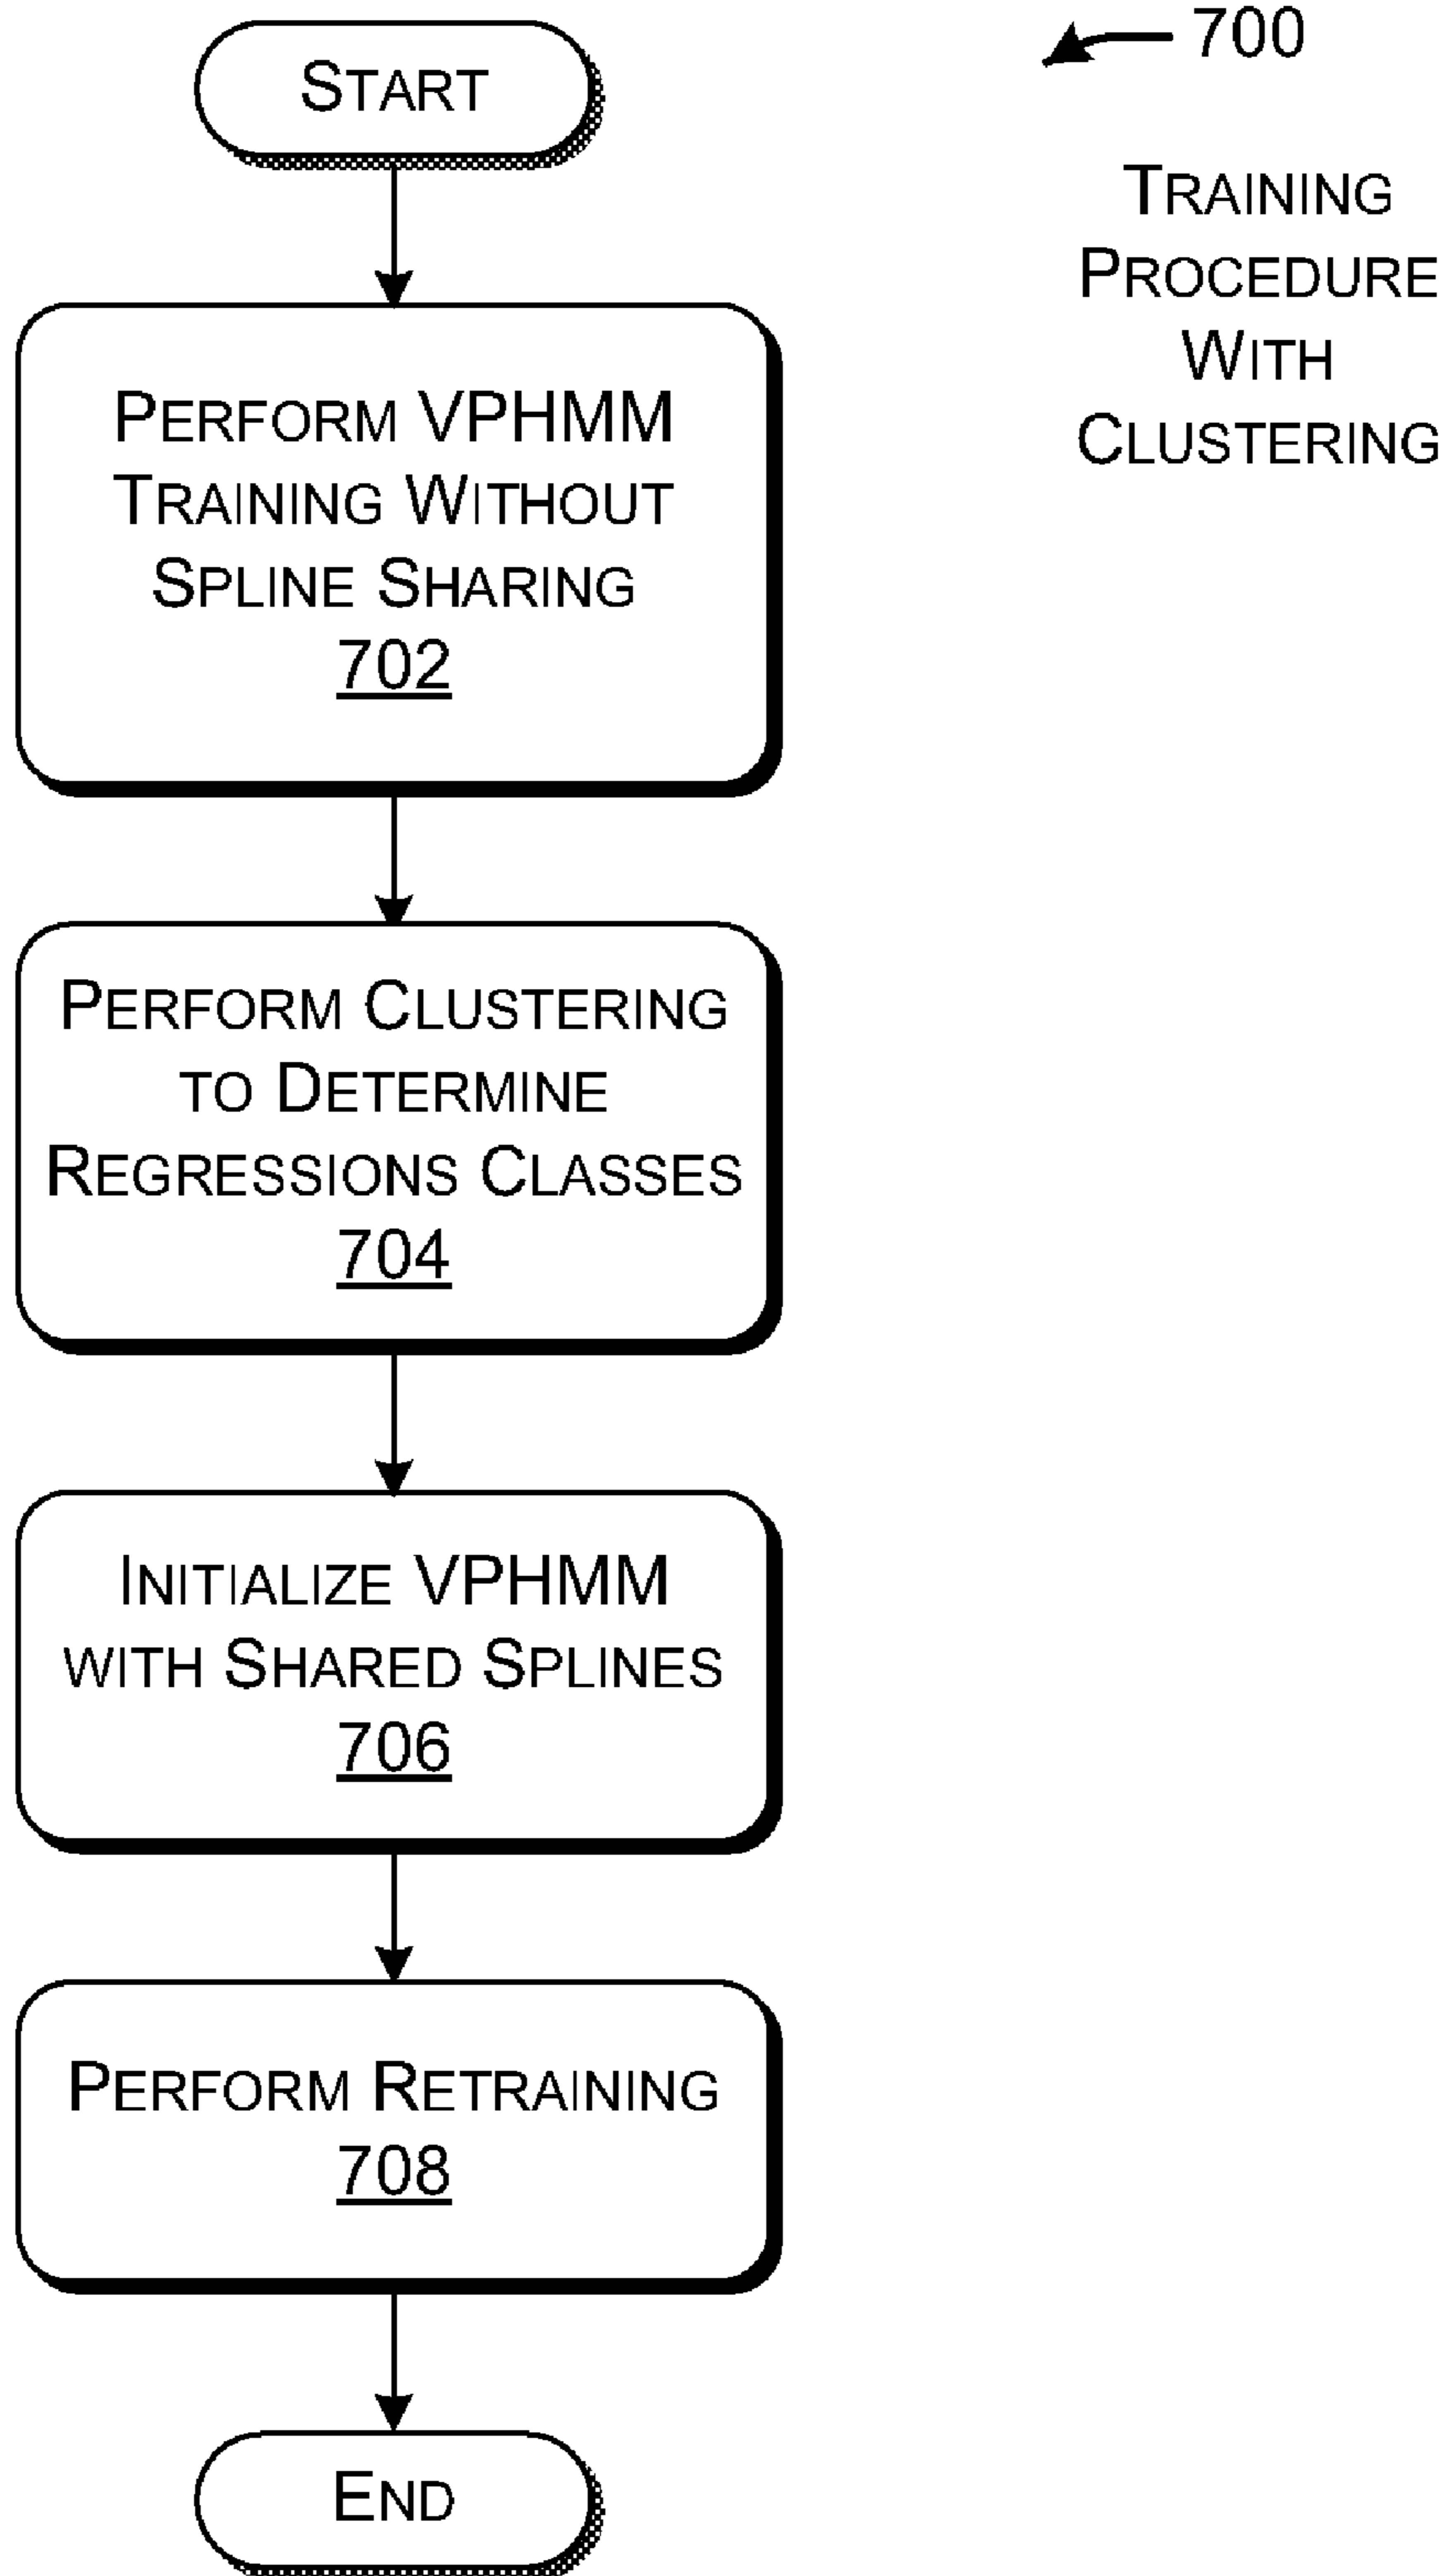 START
700
TRAINING
PROCEDURE
WITH
CLUSTERING
PERFORM VPHMM
TRAINING WITHOUT
SPLINE SHARING
702
PERFORM CLUSTERING
TO DETERMINE
REGRESSIONS CLASSES
704
INITIALIZE VPHMM
WITH SHARED SPLINES
706
PERFORM RETRAINING
708
END